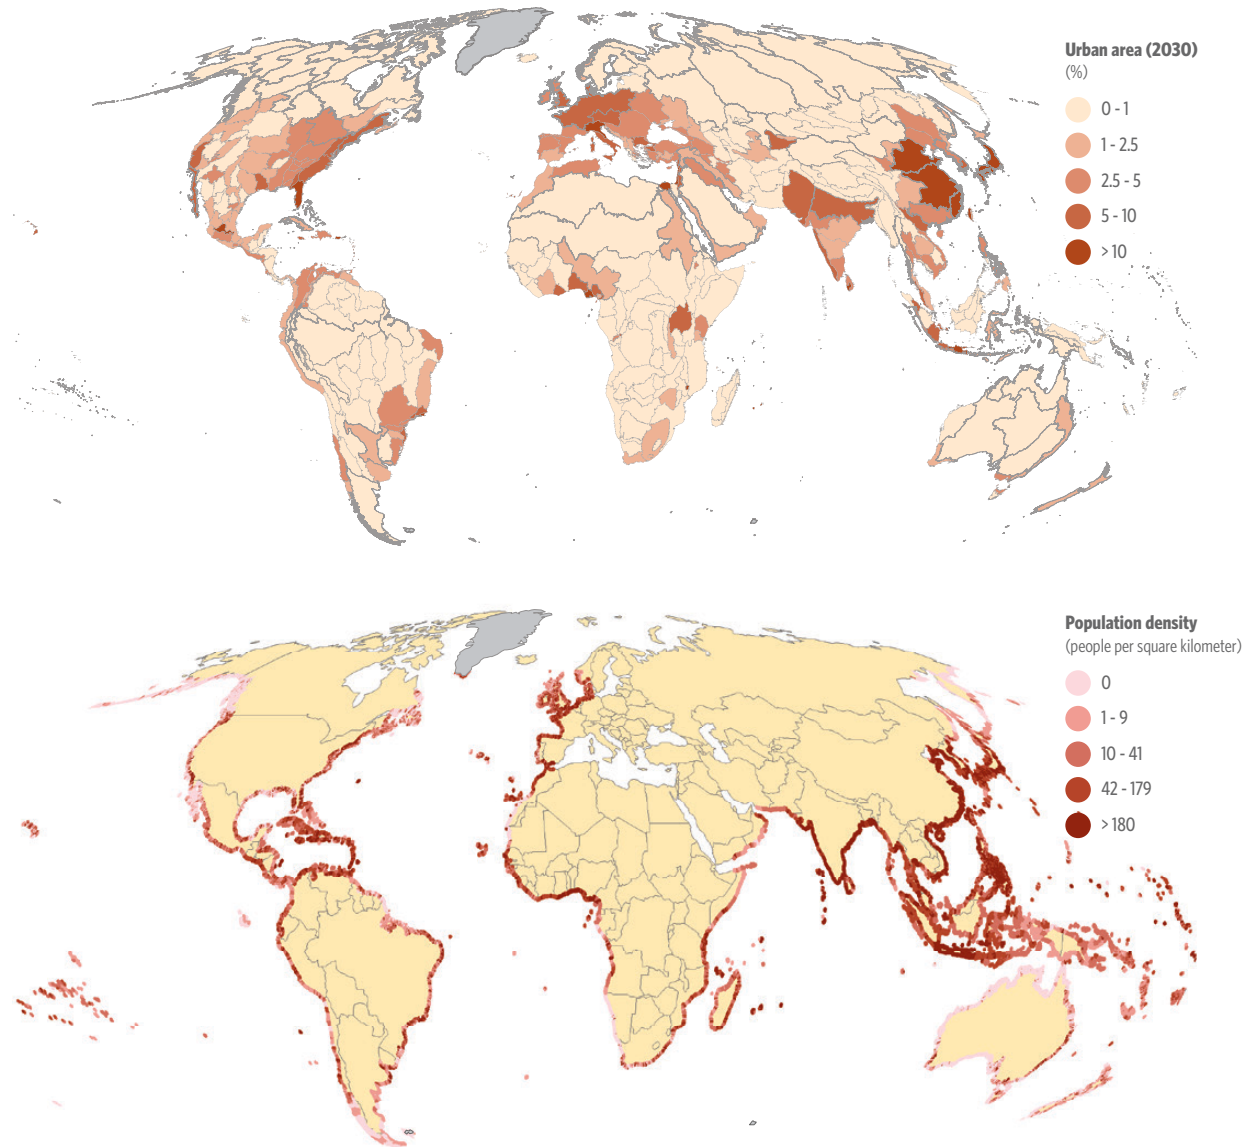 Urban area (2030)
(%)
0 - 1
1 - 2.5
2.5 - 5
5 - 10
> 10
Population density
(people per square kilometer)
0
1 - 9
10 - 41
42 - 179
> 180